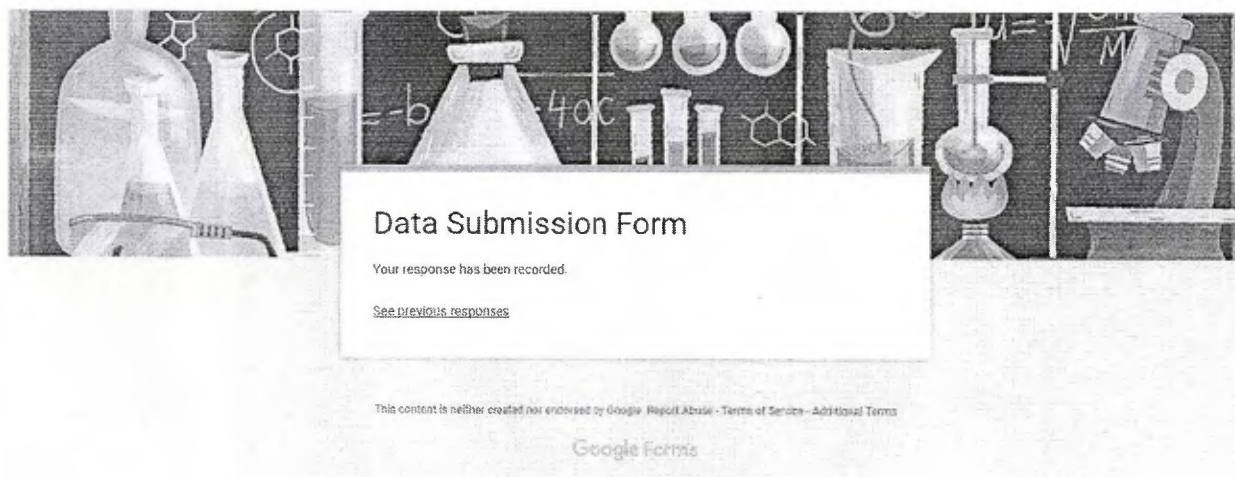 = -b
- 4ac
Data Submission Form
Your response has been recorded.
See previous responses
This content is neither created nor endorsed by Google. Report Abuse - Terms of Service - Additional Terms
Google Forms